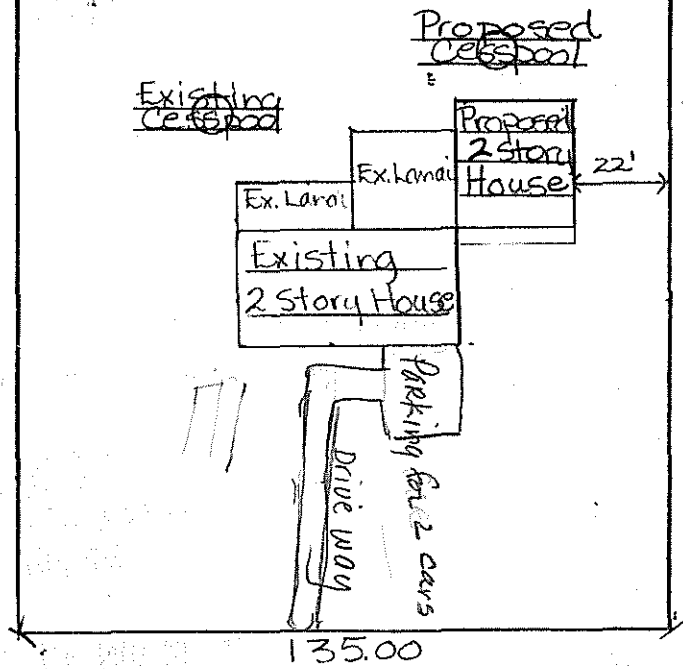 Proposed
Cesspool
Existing
Cesspool
Proposed
2 Story
House
22'
Ex. Lanai
Ex. Lanai
Existing
2 Story House
Parking for 2 cars
Drive way
135.00